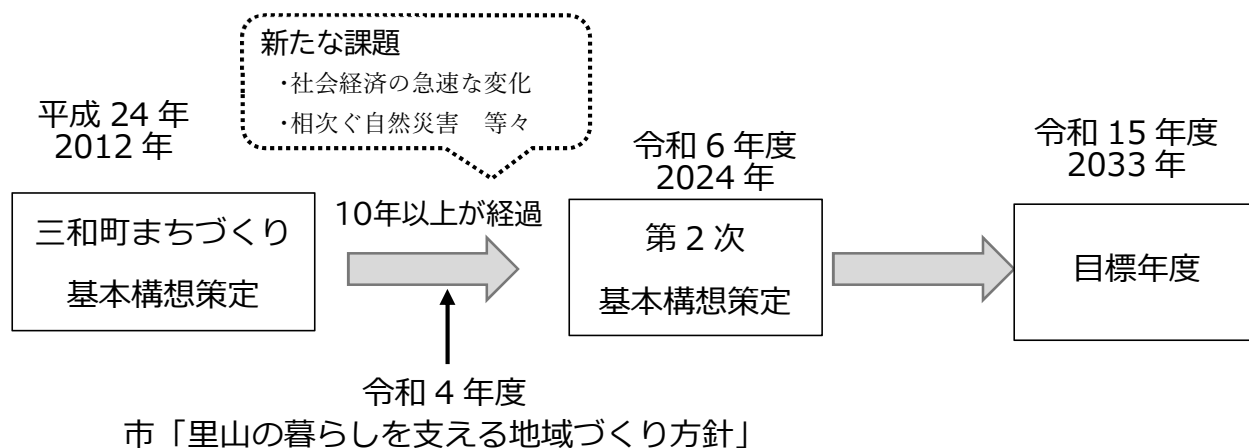 新たな課題
・社会経済の急速な変化
・相次ぐ自然災害　等々
平成 24 年
2012 年
三和町まちづくり
基本構想策定
10年以上が経過
令和 6 年度
2024 年
第 2 次
基本構想策定
令和 15 年度
2033 年
目標年度
令和 4 年度
市「里山の暮らしを支える地域づくり方針」